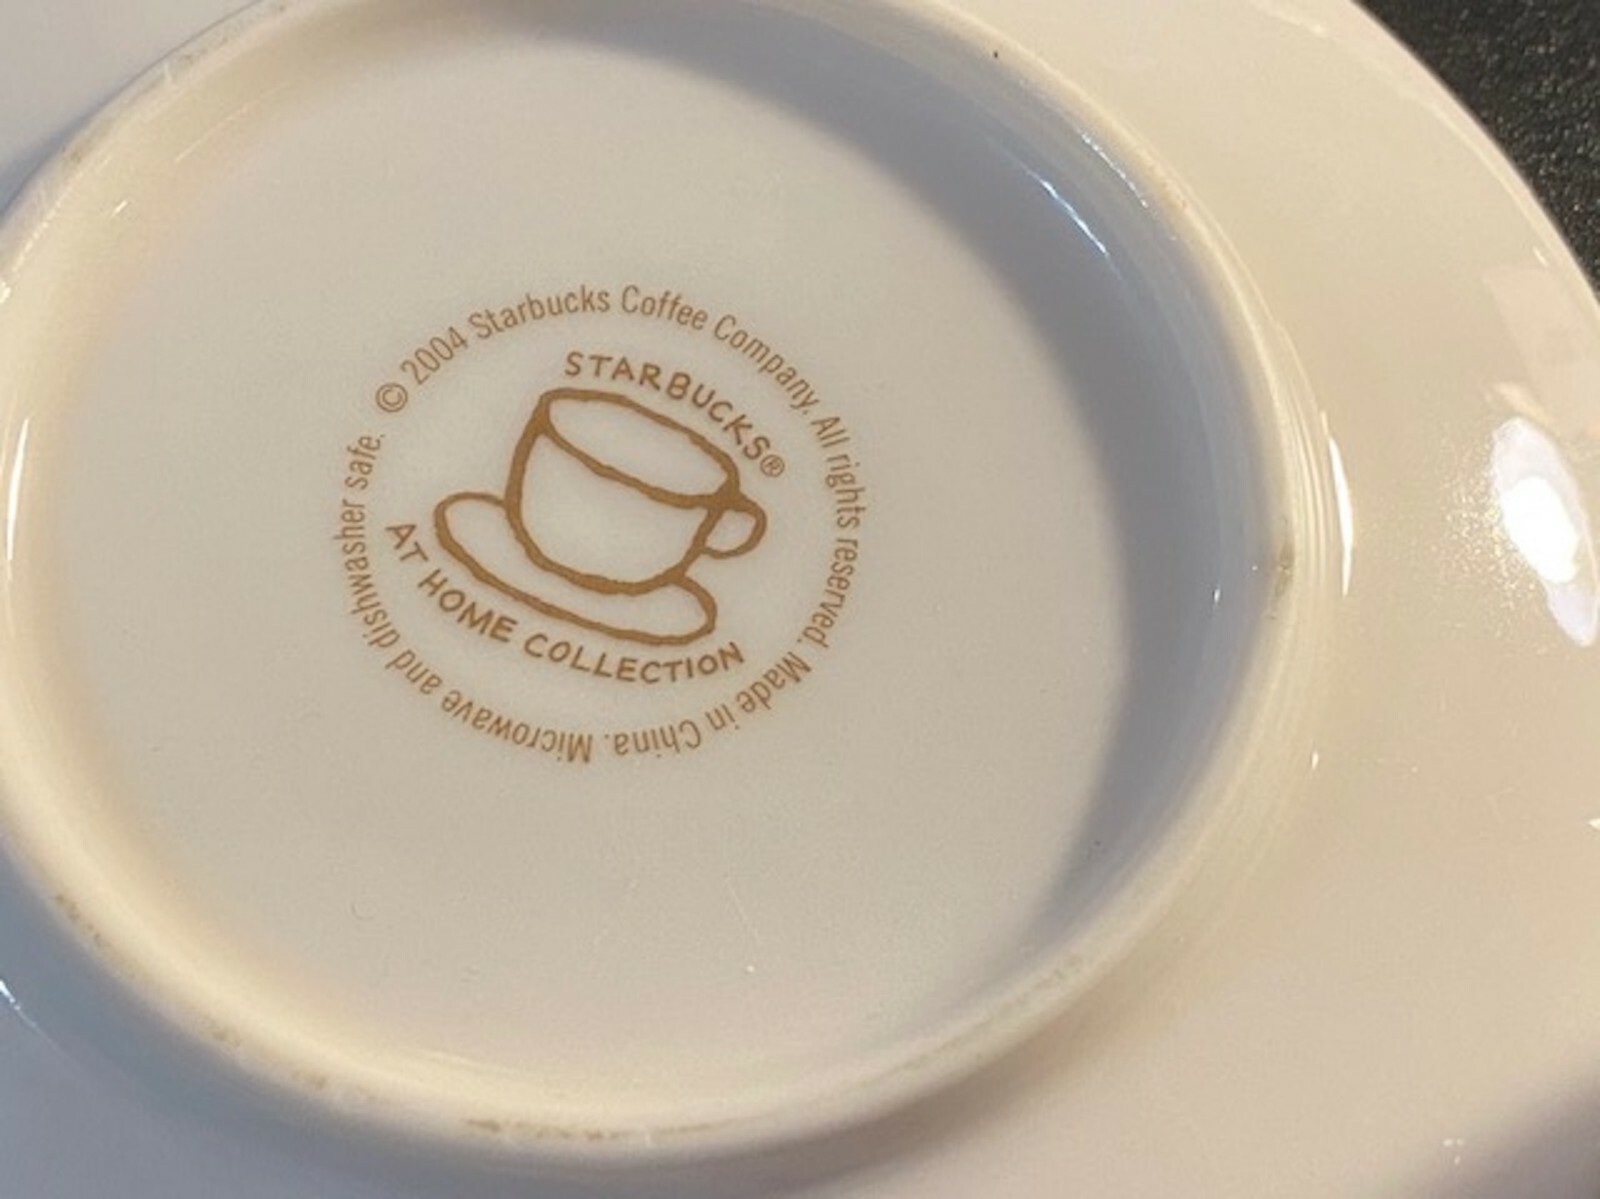 © 2004 Starbucks Coffee Company. All rights reserved. Made in China. Microwave and dishwasher safe.
STARBUCKS®
AT HOME COLLECTION